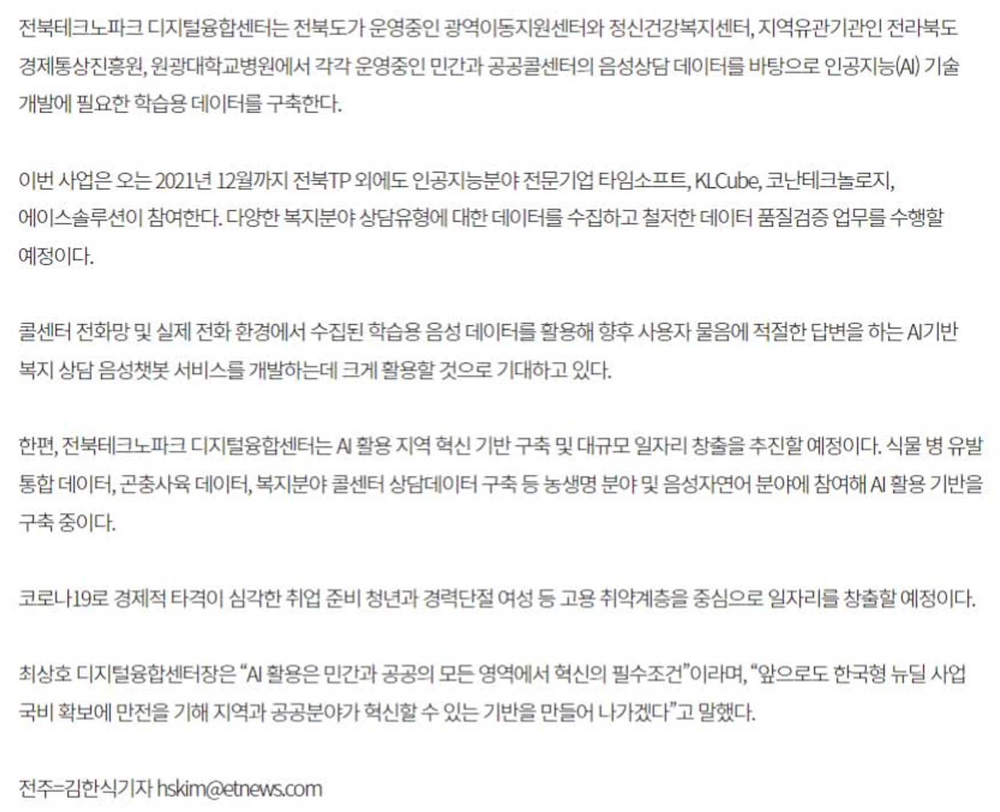 전북테크노파크 디지털융합센터는 전북도가 운영중인 광역이동지원센터와 정신건강복지센터, 지역유관기관인 전라북도
경제통상진흥원, 원광대학교병원에서 각각 운영중인 민간과 공공콜센터의 음성상담 데이터를 바탕으로 인공지능(AI) 기술
개발에 필요한 학습용 데이터를 구축한다.
이번 사업은 오는 2021년 12월까지 전북TP 외에도 인공지능분야 전문기업 타임소프트, KLCube, 코난테크놀로지,
에이스솔루션이 참여한다. 다양한 복지분야 상담유형에 대한 데이터를 수집하고 철저한 데이터 품질검증 업무를 수행할
예정이다.
콜센터 전화망 및 실제 전화 환경에서 수집된 학습용 음성 데이터를 활용해 향후 사용자 물음에 적절한 답변을 하는 AI기반
복지 상담 음성챗봇 서비스를 개발하는데 크게 활용할 것으로 기대하고 있다.
한편, 전북테크노파크 디지털융합센터는 AI 활용 지역 혁신 기반 구축 및 대규모 일자리 창출을 추진할 예정이다. 식물 병 유발
통합 데이터, 곤충사육 데이터, 복지분야 콜센터 상담데이터 구축 등 농생명 분야 및 음성자연어 분야에 참여해 AI 활용 기반을
구축 중이다.
코로나19로 경제적 타격이 심각한 취업 준비 청년과 경력단절 여성 등 고용 취약계층을 중심으로 일자리를 창출할 예정이다.
최상호 디지털융합센터장은 “AI 활용은 민간과 공공의 모든 영역에서 혁신의 필수조건”이라며, “앞으로도 한국형 뉴딜 사업
국비 확보에 만전을 기해 지역과 공공분야가 혁신할 수 있는 기반을 만들어 나가겠다”고 말했다.
전주=김한식기자 hskim@etnews.com